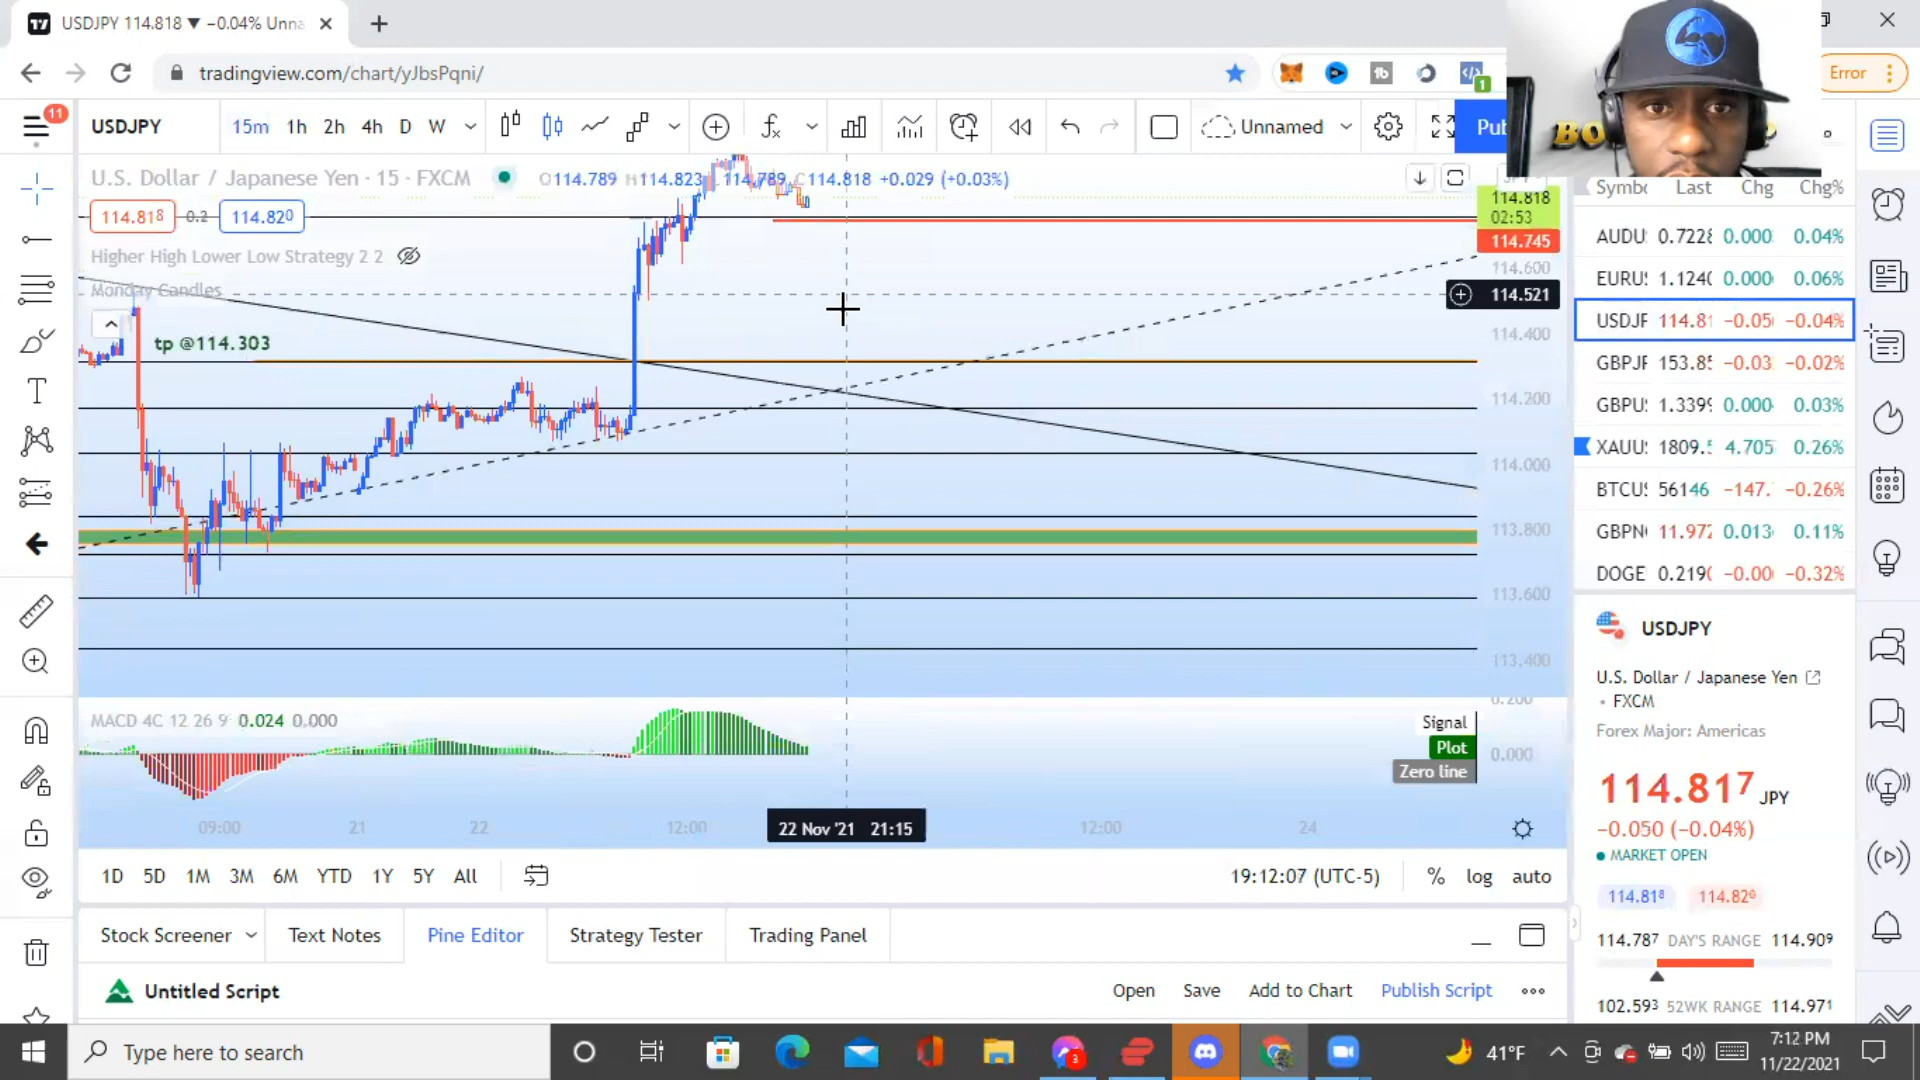 USDJPY 114.818 ▼ −0.04% Unna
tradingview.com/chart/yJbsPqni/
Error
11
USDJPY
15m 1h 2h 4h D W
Unnamed
Pub
1
U.S. Dollar / Japanese Yen · 15 · FXCM
O114.789 H114.823 L114.789 C114.818 +0.029 (+0.03%)
114.818 0.2 114.820
Higher High Lower Low Strategy 2 2
Monday Candles
tp @114.303
114.818
02:53
114.745
114.600
114.521
114.400
114.200
114.000
113.800
113.600
113.400
MACD 4C 12 26 9 0.024 0.000
0.200
Signal
Plot
0.000
Zero line
09:00 21 22 12:00 22 Nov '21 21:15 12:00 24
1D 5D 1M 3M 6M YTD 1Y 5Y All
19:12:07 (UTC-5) % log auto
Stock Screener Text Notes Pine Editor Strategy Tester Trading Panel
Untitled Script
Open Save Add to Chart Publish Script
Symbo Last Chg Chg%
AUDU 0.7228 0.000 0.04%
EURU 1.1240 0.000 0.06%
USDJF 114.81 −0.05 −0.04%
GBPJF 153.85 −0.03 −0.02%
GBPU 1.3399 0.000 0.03%
XAUU 1809.5 4.705 0.26%
BTCU 56146 −147. −0.26%
GBPN 11.972 0.013 0.11%
DOGE 0.2190 −0.00 −0.32%
USDJPY
U.S. Dollar / Japanese Yen
FXCM
Forex Major: Americas
114.817 JPY
−0.050 (−0.04%)
MARKET OPEN
114.818 114.820
114.787 DAY'S RANGE 114.909
102.593 52WK RANGE 114.971
Type here to search
3
41°F
7:12 PM
11/22/2021